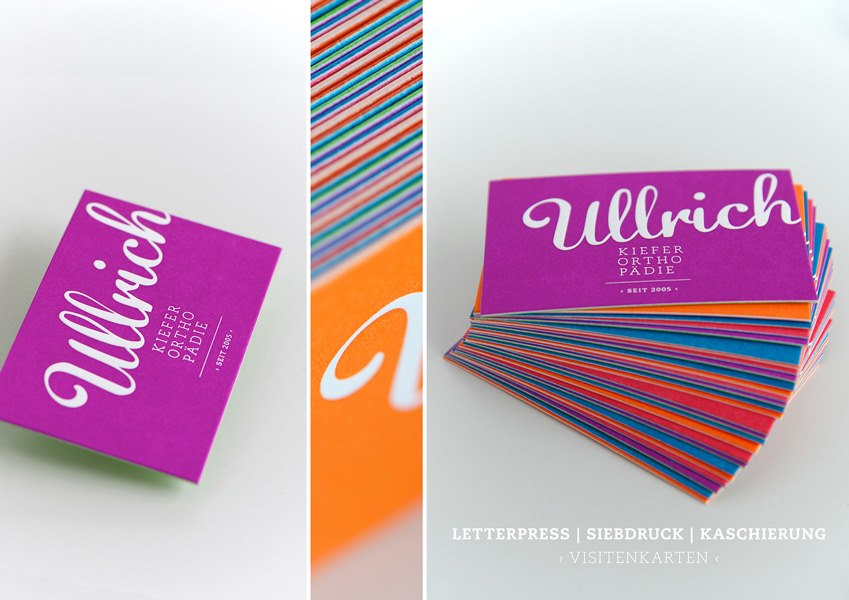 Ullrich
KIEFER
ORTHO
PÄDIE
• SEIT 2005 •
Ullrich
KIEFER
ORTHO
PÄDIE
• SEIT 2005 •
LETTERPRESS | SIEBDRUCK | KASCHIERUNG
› VISITENKARTEN ‹